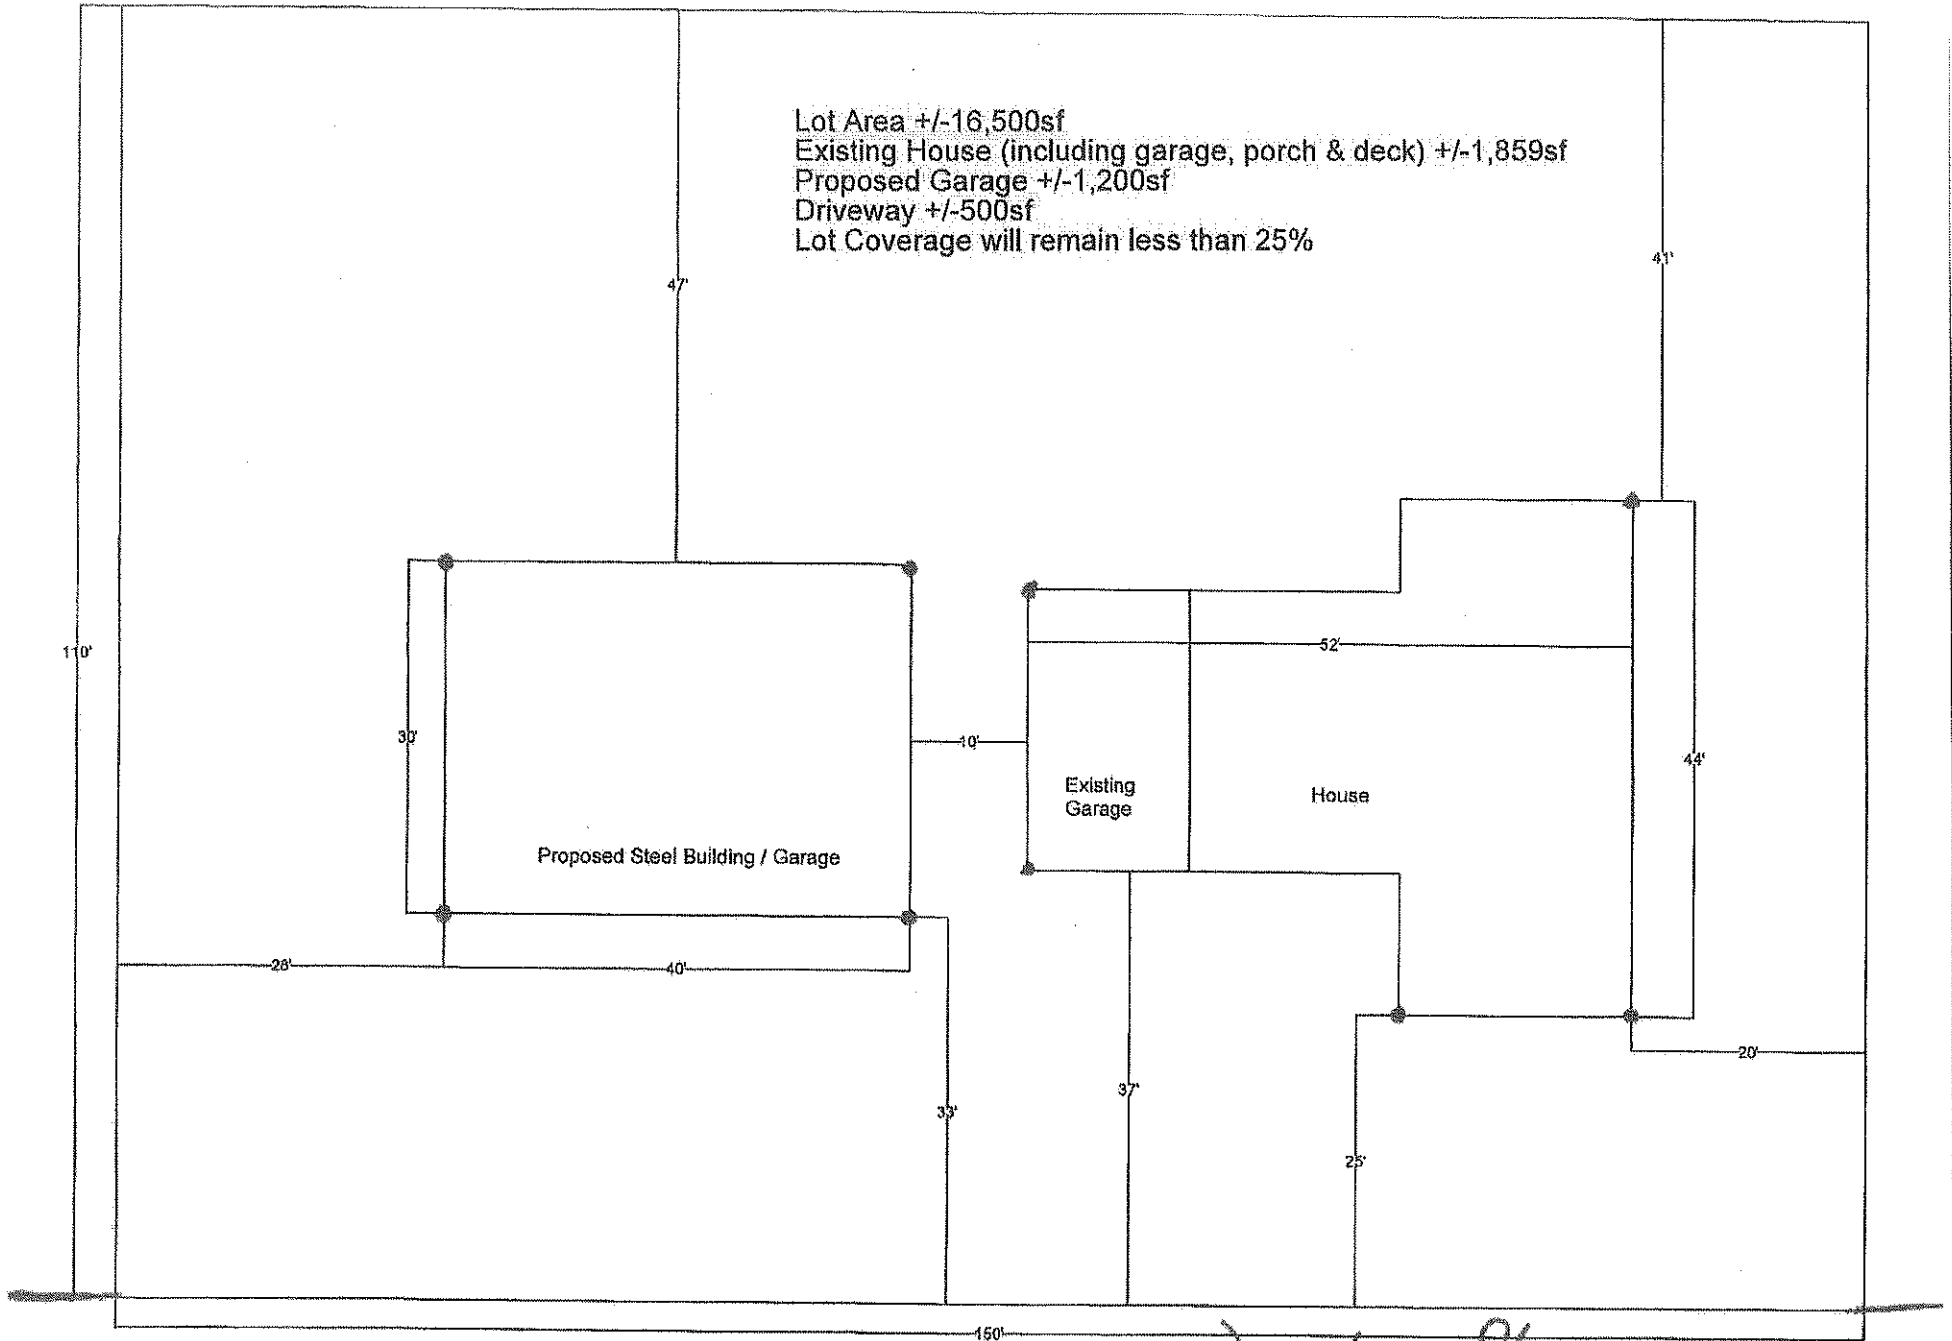 Lot Area +/-16,500sf
Existing House (including garage, porch & deck) +/-1,859sf
Proposed Garage +/-1,200sf
Driveway +/-500sf
Lot Coverage will remain less than 25%
47'
41'
110'
52'
30'
10'
44'
Existing
Garage
House
Proposed Steel Building / Garage
28'
40'
20'
37'
33'
25'
150'